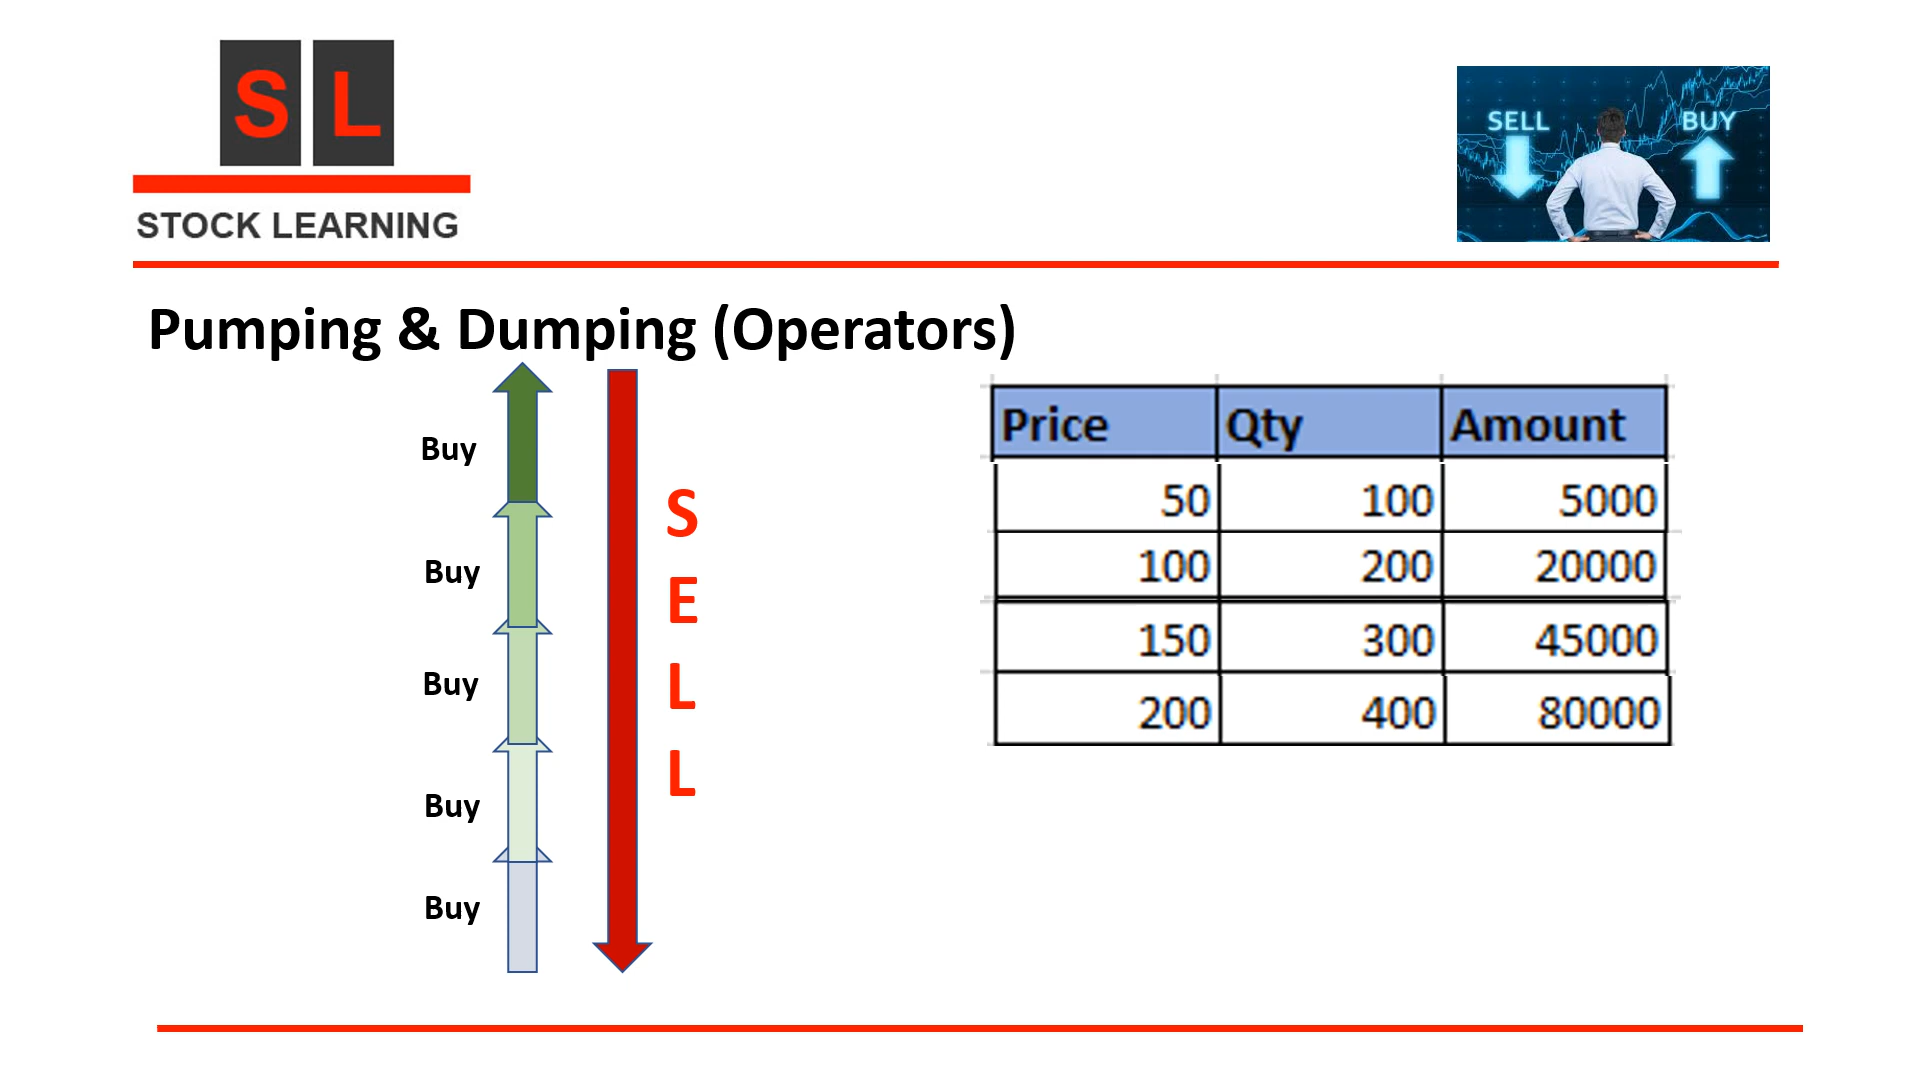 S L
STOCK LEARNING
SELL BUY
Pumping & Dumping (Operators)
Buy
Buy
Buy
Buy
Buy
S
E
L
L
Price Qty Amount
50 100 5000
100 200 20000
150 300 45000
200 400 80000